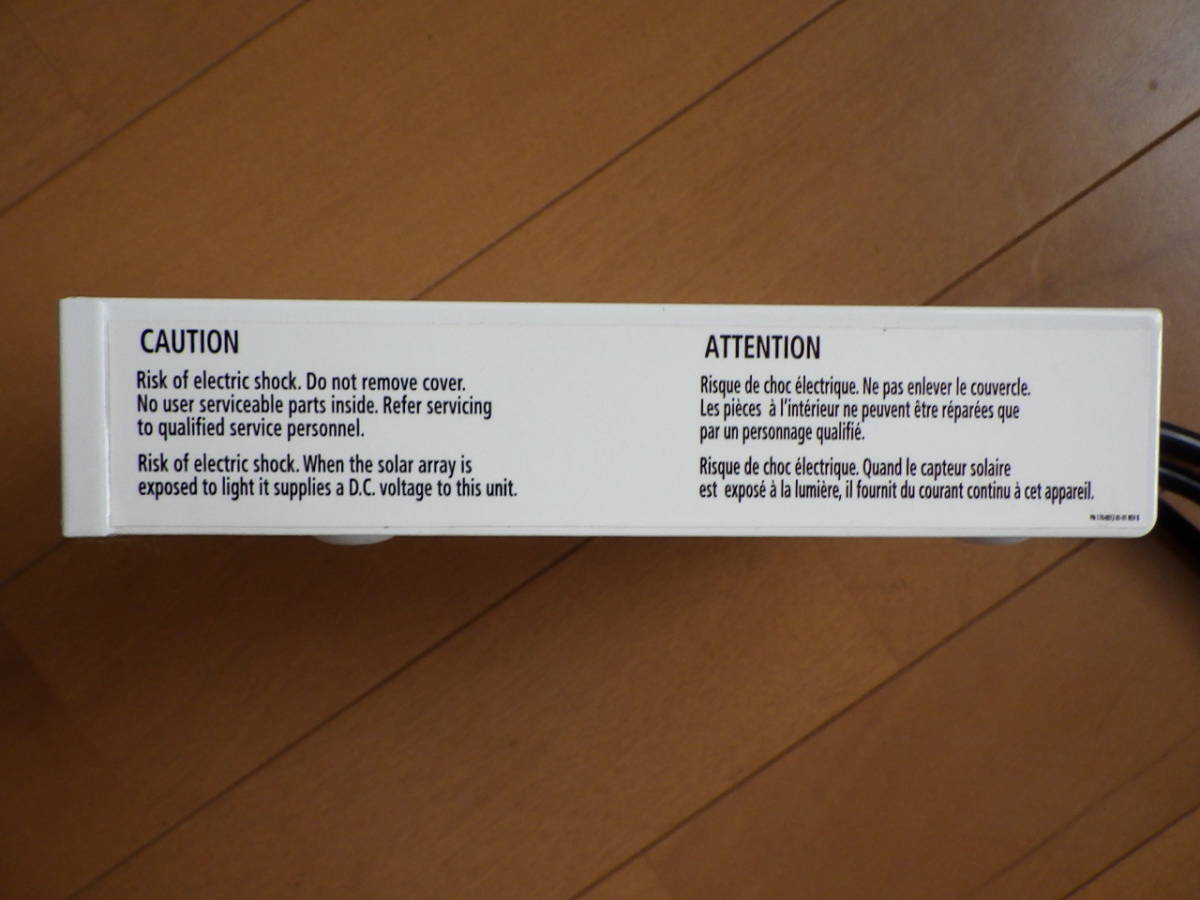 CAUTION
Risk of electric shock. Do not remove cover.
No user serviceable parts inside. Refer servicing
to qualified service personnel.
Risk of electric shock. When the solar array is
exposed to light it supplies a D.C. voltage to this unit.
ATTENTION
Risque de choc électrique. Ne pas enlever le couvercle.
Les pièces à l'intérieur ne peuvent être réparées que
par un personnage qualifié.
Risque de choc électrique. Quand le capteur solaire
est exposé à la lumière, il fournit du courant continu à cet appareil.